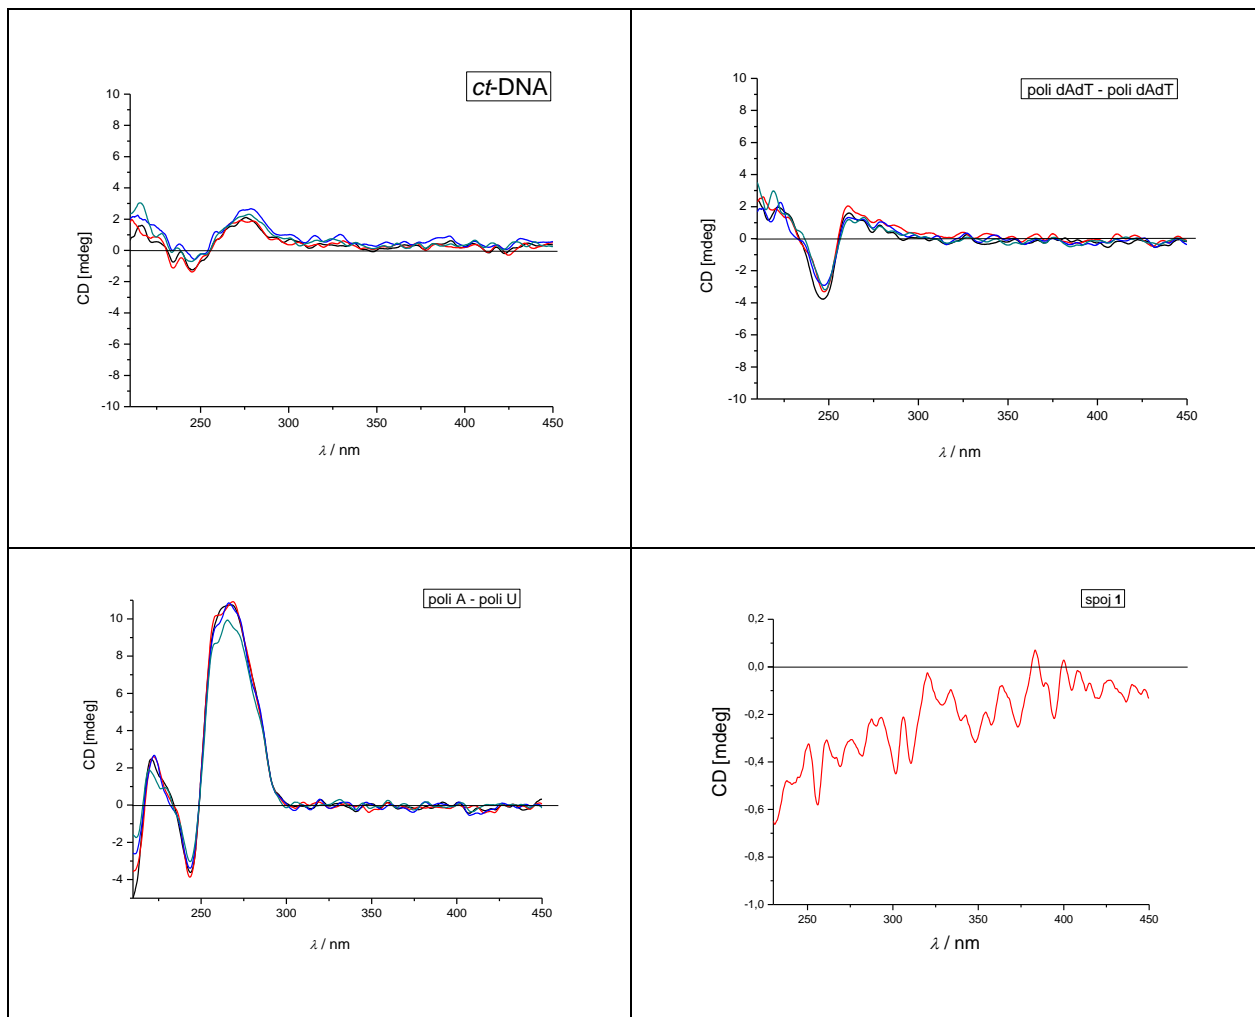 ct-DNA
10
8
6
4
2
0
-2
-4
-6
-8
-10
CD [mdeg]
250 300 350 400 450
λ / nm
poli dAdT - poli dAdT
10
8
6
4
2
0
-2
-4
-6
-8
-10
CD [mdeg]
250 300 350 400 450
λ / nm
poli A - poli U
10
8
6
4
2
0
-2
-4
CD [mdeg]
250 300 350 400 450
λ / nm
spoj 1
0,2
0,0
-0,2
-0,4
-0,6
-0,8
-1,0
CD [mdeg]
250 300 350 400 450
λ / nm